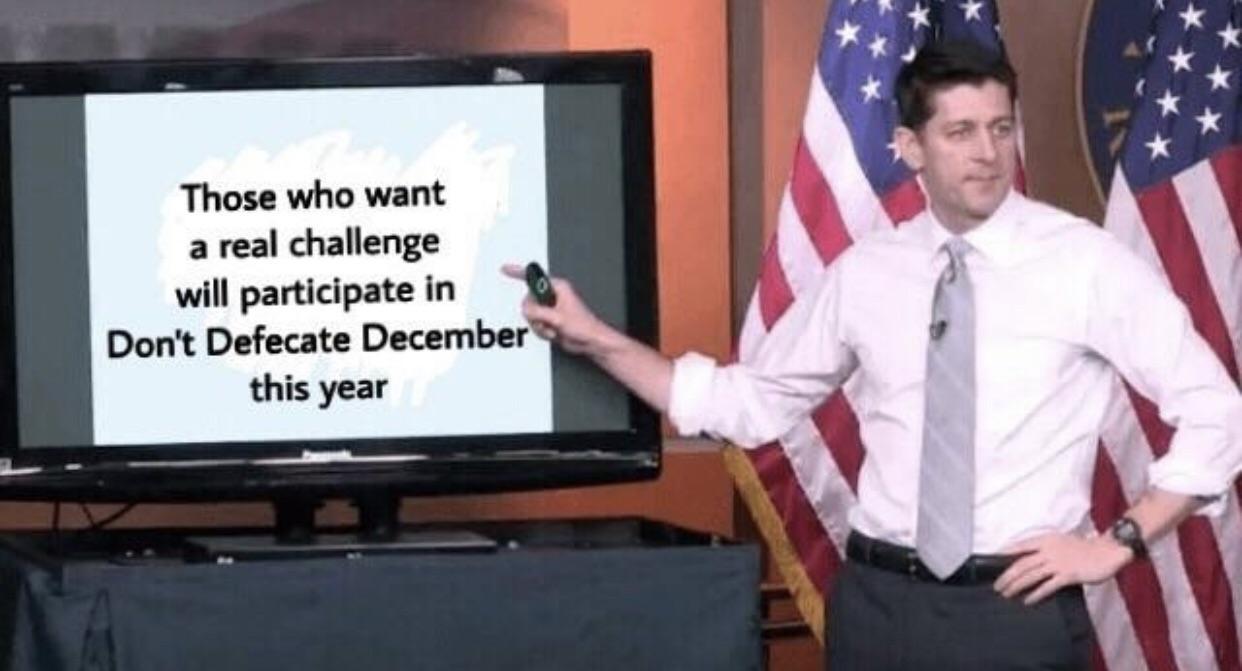 Those who want
a real challenge
will participate in
Don't Defecate December
this year